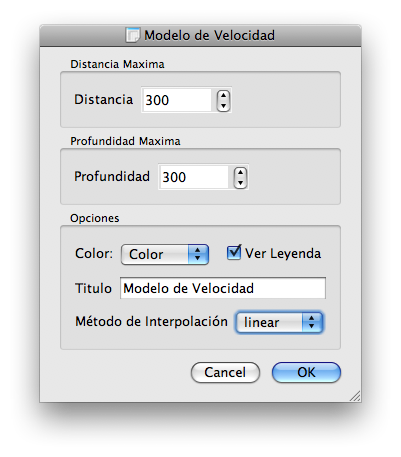 Modelo de Velocidad
Distancia Maxima
Distancia 300
Profundidad Maxima
Profundidad 300
Opciones
Color: Color Ver Leyenda
Titulo Modelo de Velocidad
Método de Interpolación linear
Cancel OK